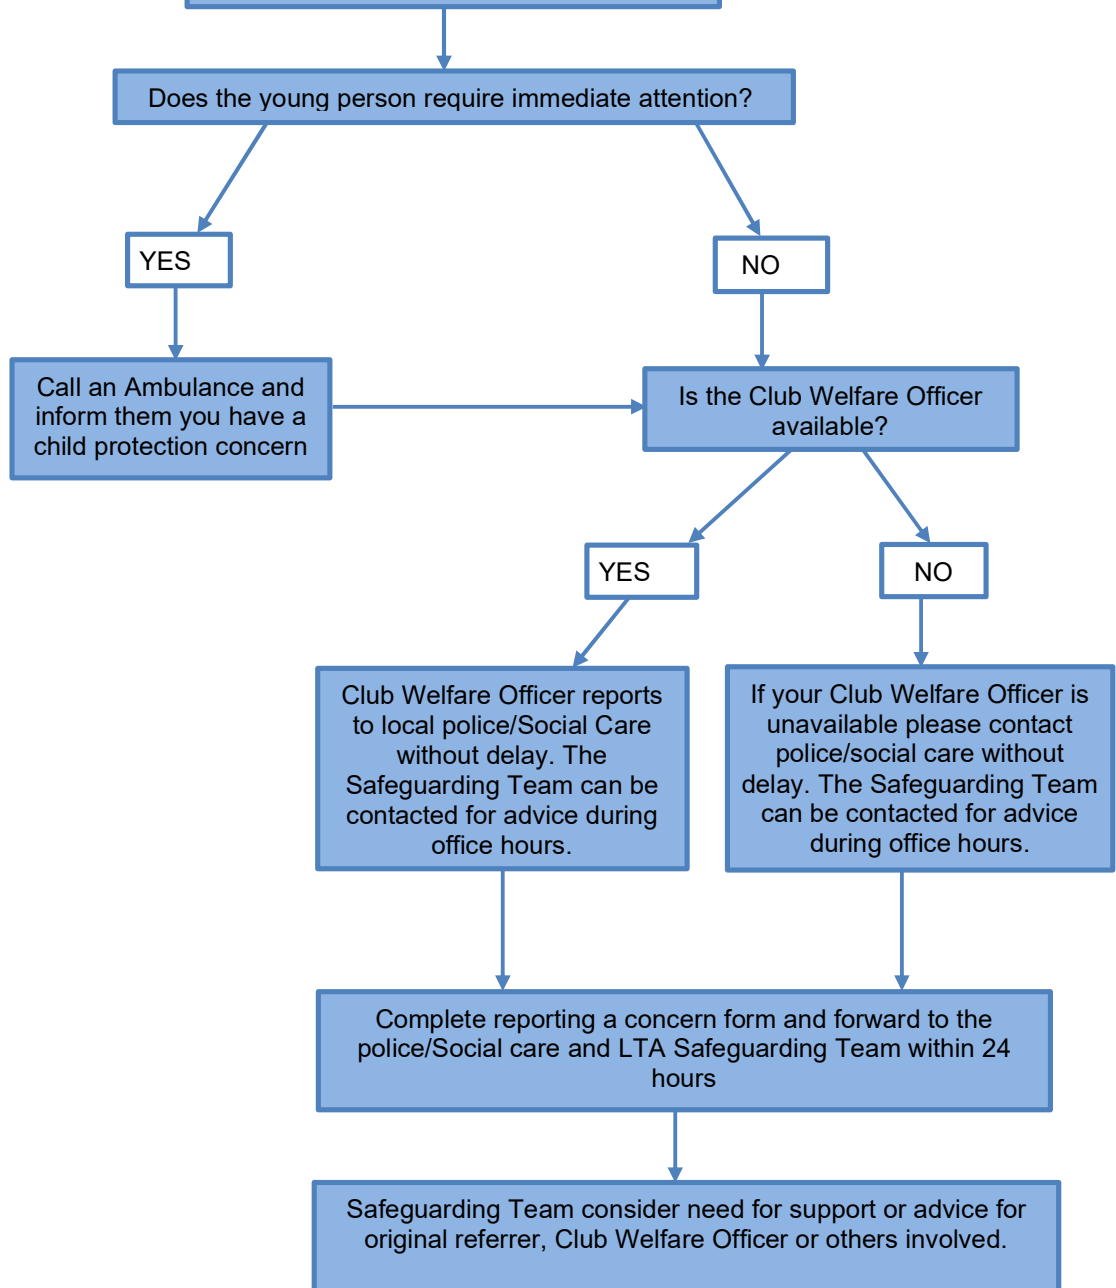 Does the young person require immediate attention?
YES
NO
Call an Ambulance and
inform them you have a
child protection concern
Is the Club Welfare Officer
available?
YES
NO
Club Welfare Officer reports
to local police/Social Care
without delay. The
Safeguarding Team can be
contacted for advice during
office hours.
If your Club Welfare Officer is
unavailable please contact
police/social care without
delay. The Safeguarding Team
can be contacted for advice
during office hours.
Complete reporting a concern form and forward to the
police/Social care and LTA Safeguarding Team within 24
hours
Safeguarding Team consider need for support or advice for
original referrer, Club Welfare Officer or others involved.